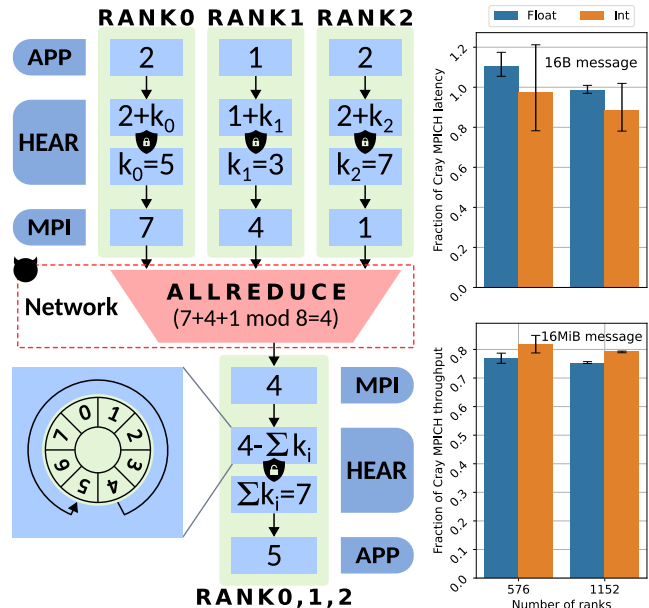 RANK0 RANK1 RANK2
APP 2 1 2
HEAR
2+k₀ 1+k₁ 2+k₂
k₀=5 k₁=3 k₂=7
MPI 7 4 1
Network
ALLREDUCE
(7+4+1 mod 8=4)
4 MPI
4-Σkᵢ
HEAR
Σkᵢ=7
5 APP
RANK0,1,2
0 1 2 3 4 5 6 7
Float Int
16B message
Fraction of Cray MPICH latency
1.2
1.0
0.8
0.6
0.4
0.2
0.0
16MiB message
Fraction of Cray MPICH throughput
0.8
0.7
0.6
0.5
0.4
0.3
0.2
0.1
0.0
576 1152
Number of ranks